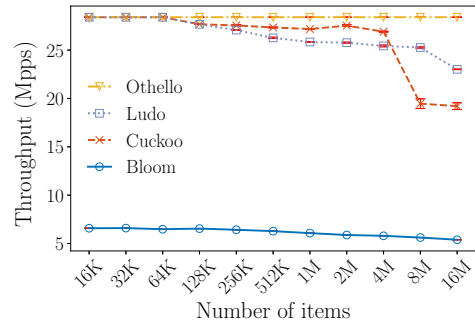 Throughput (Mpps)
25
20
15
10
5
Othello
Ludo
Cuckoo
Bloom
16K 32K 64K 128K 256K 512K 1M 2M 4M 8M 16M
Number of items